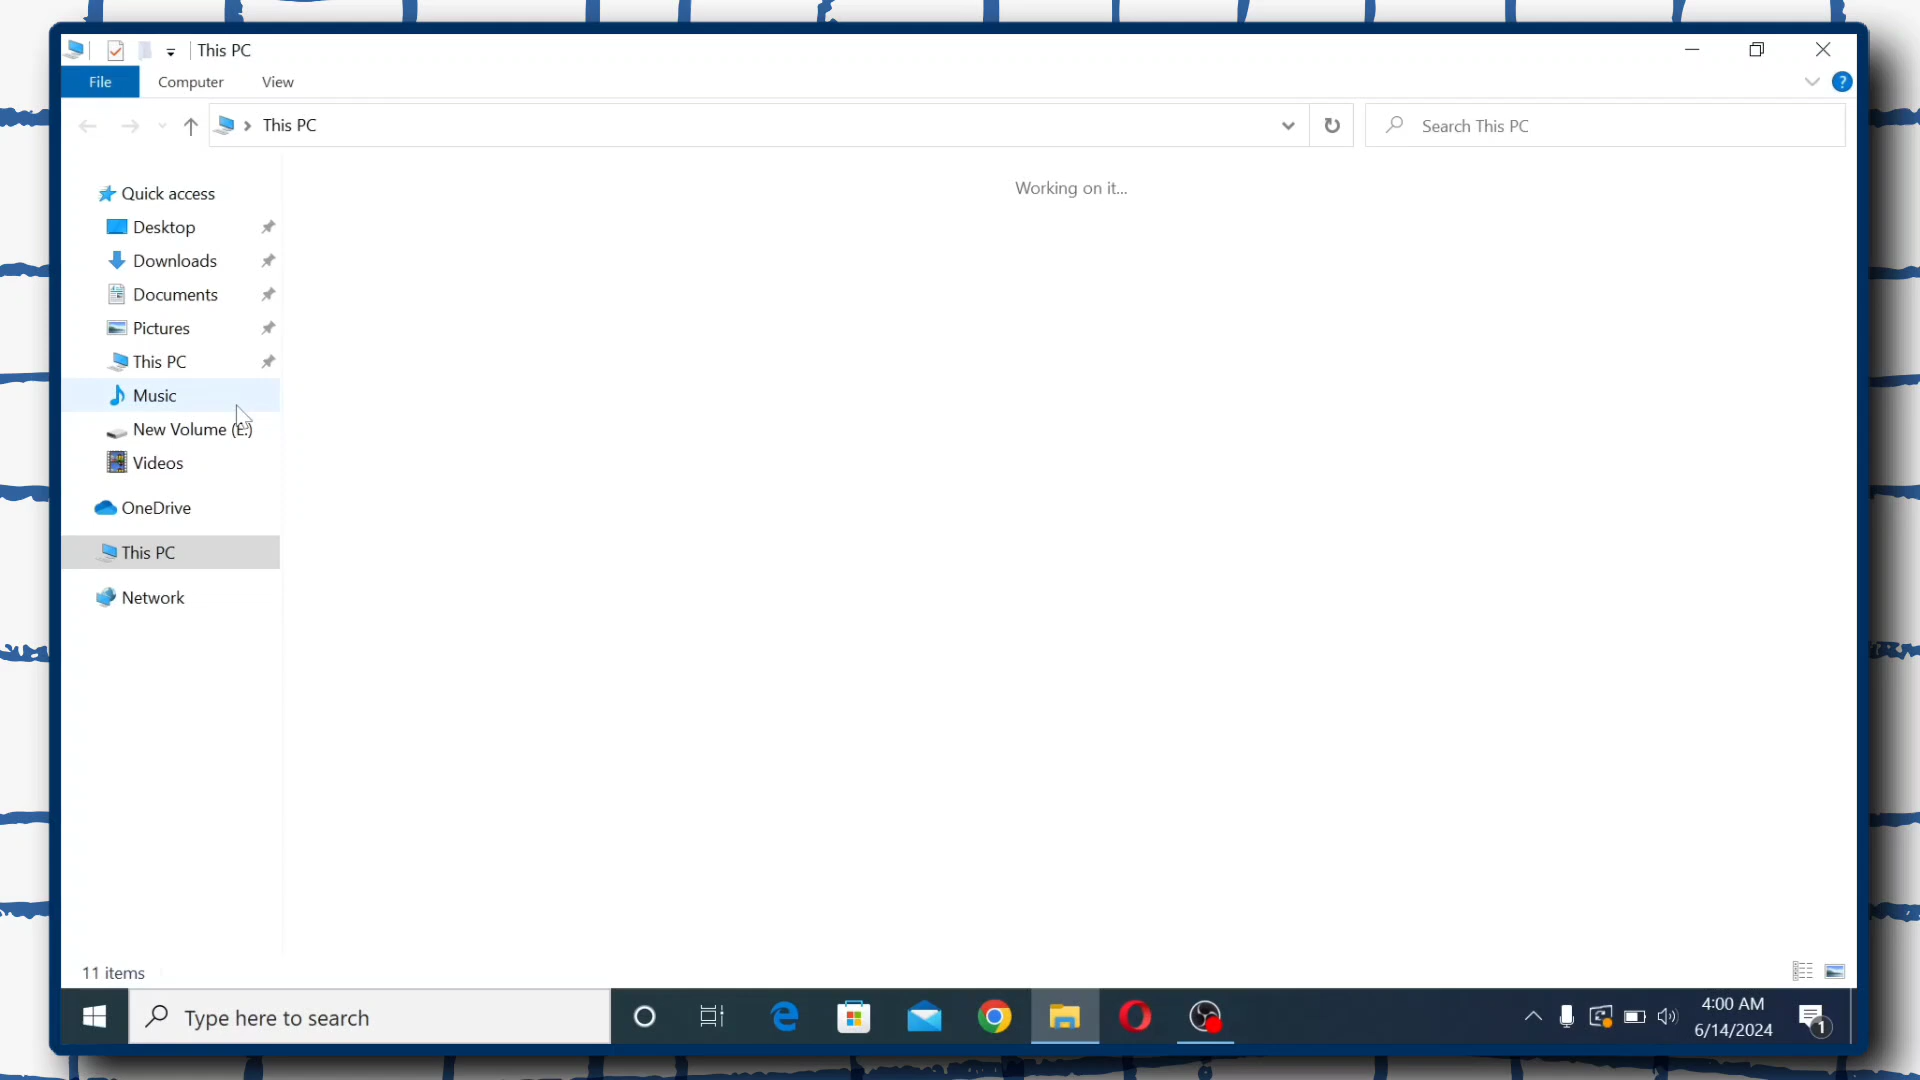 This PC
File Computer View
This PC
Search This PC
Working on it...
Quick access
Desktop
Downloads
Documents
Pictures
This PC
Music
New Volume (E:)
Videos
OneDrive
This PC
Network
11 items
Type here to search
4:00 AM
6/14/2024
1